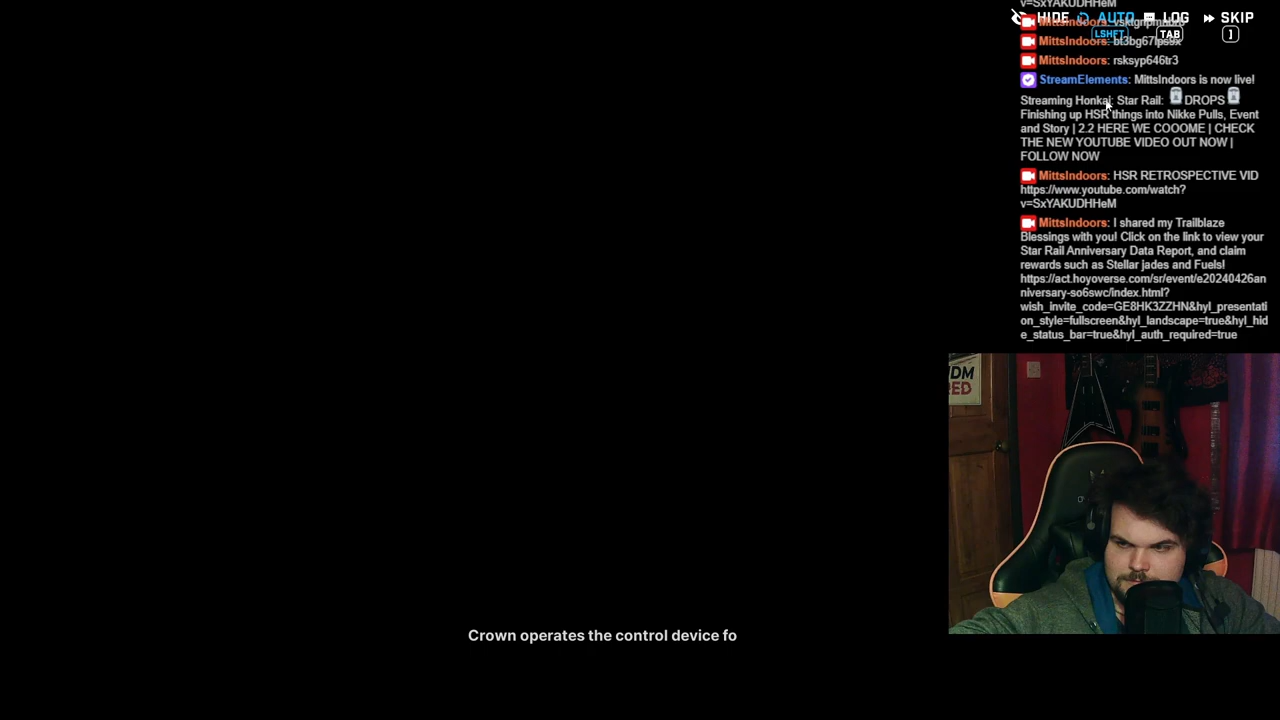 v=SxYAKUDHHeM
HIDE AUTO LOG SKIP
LSHFT TAB ]
MittsIndoors:
MittsIndoors: bt3bg67lps9x
MittsIndoors: rsksyp646tr3
StreamElements: MittsIndoors is now live!
Streaming Honkai: Star Rail: DROPS
Finishing up HSR things into Nikke Pulls, Event
and Story | 2.2 HERE WE COOOME | CHECK
THE NEW YOUTUBE VIDEO OUT NOW |
FOLLOW NOW
MittsIndoors: HSR RETROSPECTIVE VID
https://www.youtube.com/watch?
v=SxYAKUDHHeM
MittsIndoors: I shared my Trailblaze
Blessings with you! Click on the link to view your
Star Rail Anniversary Data Report, and claim
rewards such as Stellar jades and Fuels!
https://act.hoyoverse.com/sr/event/e20240426an
niversary-so6swc/index.html?
wish_invite_code=GE8HK3ZZHN&hyl_presentati
on_style=fullscreen&hyl_landscape=true&hyl_hid
e_status_bar=true&hyl_auth_required=true
Crown operates the control device fo